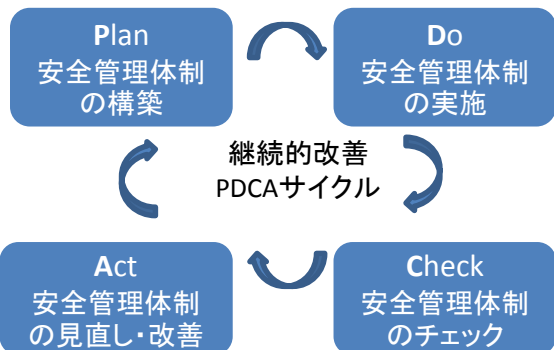 Plan
安全管理体制
の構築
Do
安全管理体制
の実施
継続的改善
PDCAサイクル
Act
安全管理体制
の見直し・改善
Check
安全管理体制
のチェック